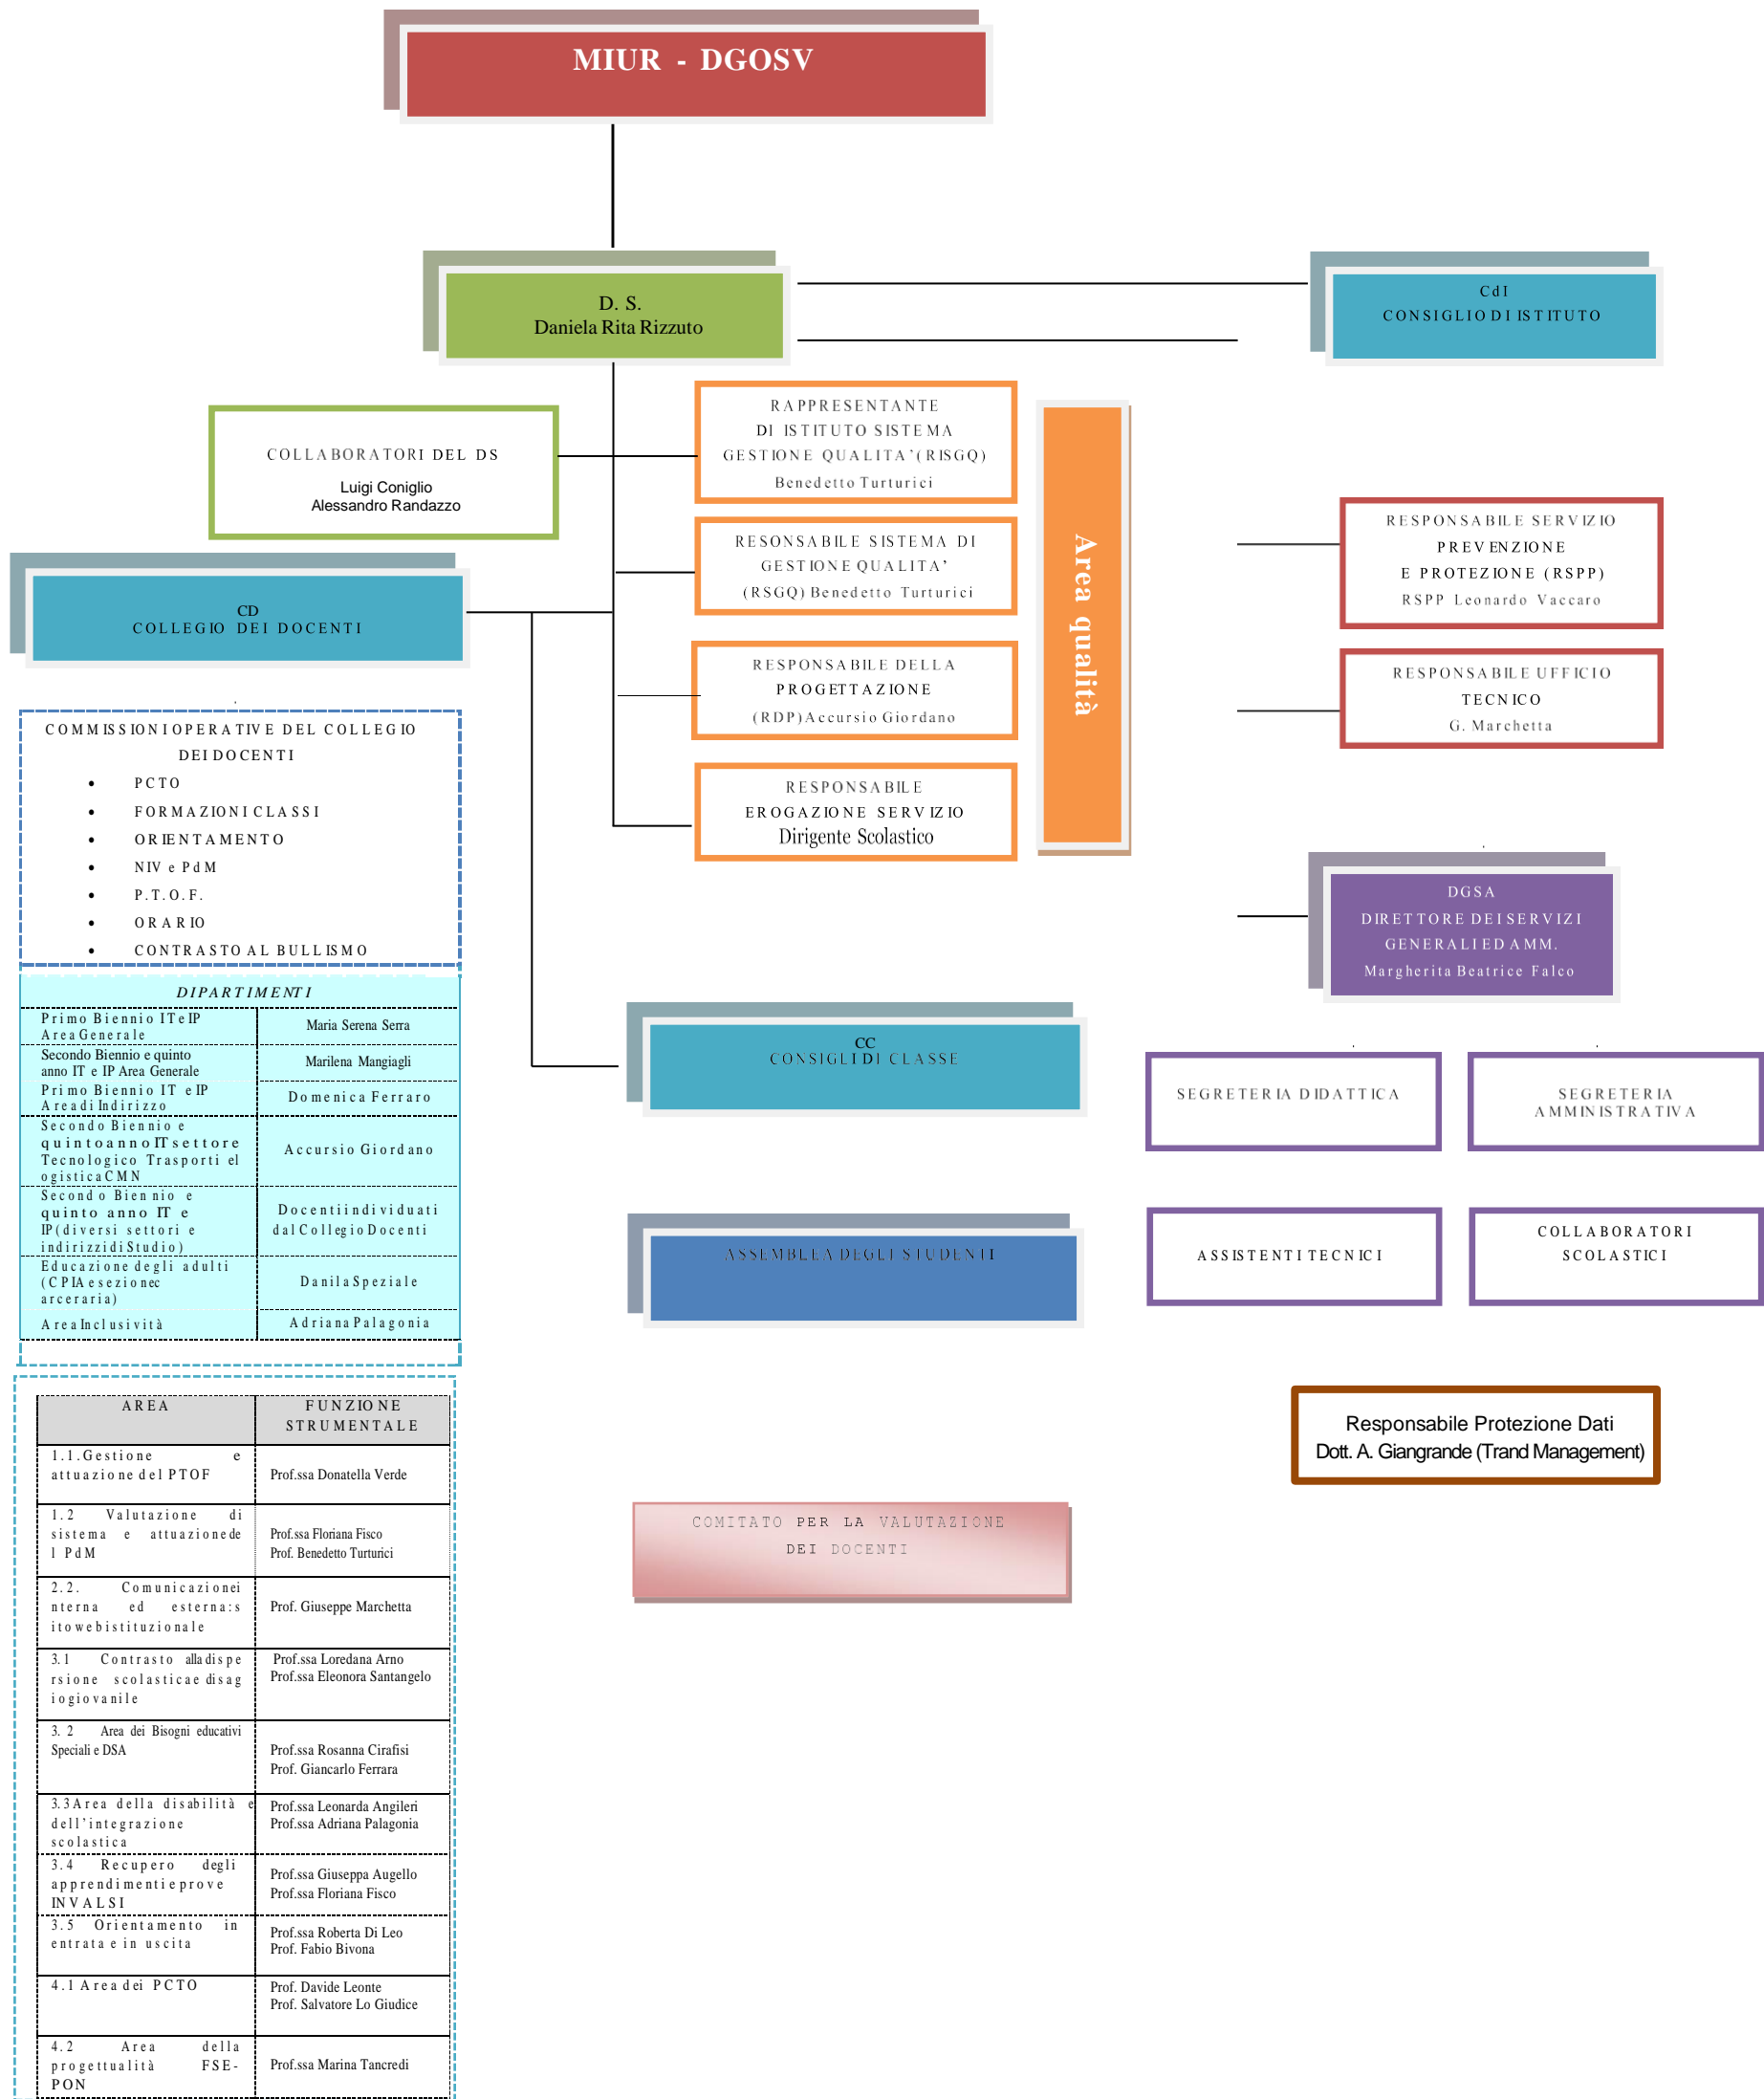 MIUR - DGOSV
D. S.
Daniela Rita Rizzuto
CdI
CONSIGLIO DI ISTITUTO
COLLABORATORI DEL DS
Luigi Coniglio
Alessandro Randazzo
RAPPRESENTANTE
DI ISTITUTO SISTEMA
GESTIONE QUALITA'(RISGQ)
Benedetto Turturici
RESONSABILE SISTEMA DI
GESTIONE QUALITA'
(RSGQ) Benedetto Turturici
RESPONSABILE DELLA
PROGETTAZIONE
(RDP)Accursio Giordano
RESPONSABILE
EROGAZIONE SERVIZIO
Dirigente Scolastico
Area qualità
RESPONSABILE SERVIZIO
PREVENZIONE
E PROTEZIONE (RSPP)
RSPP Leonardo Vaccaro
RESPONSABILE UFFICIO
TECNICO
G. Marchetta
CD
COLLEGIO DEI DOCENTI
COMMISSIONI OPERATIVE DEL COLLEGIO
DEI DOCENTI
• PCTO
• FORMAZIONI CLASSI
• ORIENTAMENTO
• NIV e PdM
• P.T.O.F.
• ORARIO
• CONTRASTO AL BULLISMO
DGSA
DIRETTORE DEI SERVIZI
GENERALI ED AMM.
Margherita Beatrice Falco
DIPARTIMENTI
Primo Biennio IT e IP
Area Generale
Maria Serena Serra
Secondo Biennio e quinto
anno IT e IP Area Generale
Marilena Mangiagli
Primo Biennio IT e IP
Area di Indirizzo
Domenica Ferraro
Secondo Biennio e
quinto anno IT settore
Tecnologico Trasporti el
ogistica CMN
Accursio Giordano
Secondo Biennio e
quinto anno IT e
IP(diversi settori e
indirizzi di Studio)
Docenti individuati
dal Collegio Docenti
Educazione degli adulti
(CPIA e sezionec
arceraria)
Danila Speziale
Area Inclusività
Adriana Palagonia
CC
CONSIGLI DI CLASSE
SEGRETERIA DIDATTICA
SEGRETERIA
AMMINISTRATIVA
ASSEMBLEA DEGLI STUDENTI
ASSISTENTI TECNICI
COLLABORATORI
SCOLASTICI
Responsabile Protezione Dati
Dott. A. Giangrande (Trand Management)
COMITATO PER LA VALUTAZIONE
DEI DOCENTI
AREA
FUNZIONE
STRUMENTALE
1.1.Gestione e
attuazione del PTOF
Prof.ssa Donatella Verde
1.2 Valutazione di
sistema e attuazione de
l PdM
Prof.ssa Floriana Fisco
Prof. Benedetto Turturici
2.2. Comunicazionei
nterna ed esterna:s
ito web istituzionale
Prof. Giuseppe Marchetta
3.1 Contrasto alla dispe
rsione scolastica e disag
io giovanile
Prof.ssa Loredana Arno
Prof.ssa Eleonora Santangelo
3. 2 Area dei Bisogni educativi
Speciali e DSA
Prof.ssa Rosanna Cirafisi
Prof. Giancarlo Ferrara
3.3 Area della disabilità e
dell'integrazione
scolastica
Prof.ssa Leonarda Angileri
Prof.ssa Adriana Palagonia
3.4 Recupero degli
apprendimenti e prove
INVALSI
Prof.ssa Giuseppa Augello
Prof.ssa Floriana Fisco
3.5 Orientamento in
entrata e in uscita
Prof.ssa Roberta Di Leo
Prof. Fabio Bivona
4.1 Area dei PCTO
Prof. Davide Leonte
Prof. Salvatore Lo Giudice
4.2 Area della
progettualità FSE-
PON
Prof.ssa Marina Tancredi